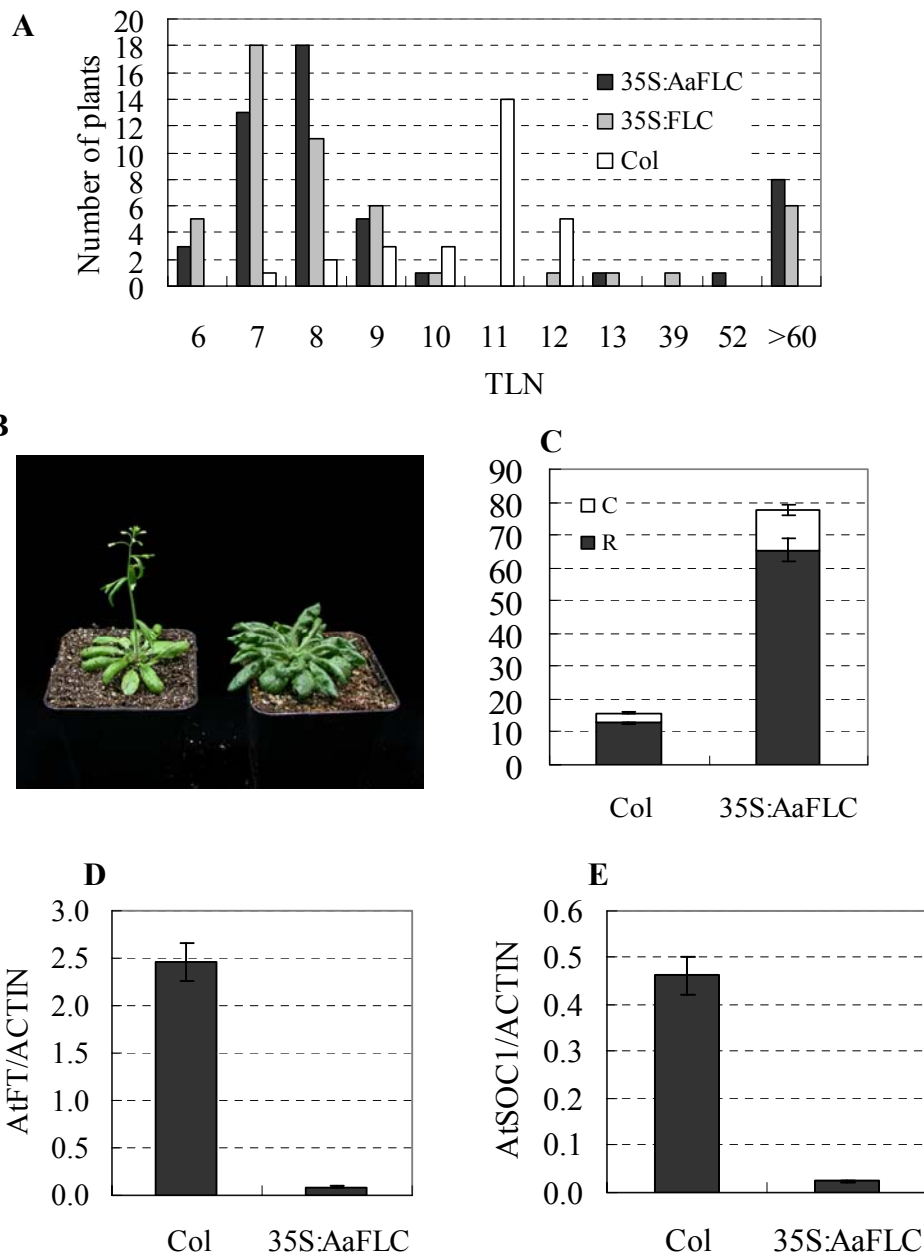 A
Number of plants
20
18
16
14
12
10
8
6
4
2
0
35S:AaFLC
35S:FLC
Col
6 7 8 9 10 11 12 13 39 52 >60
TLN
B
C
90
80
70
60
50
40
30
20
10
0
C
R
Col 35S:AaFLC
D
AtFT/ACTIN
3.0
2.5
2.0
1.5
1.0
0.5
0.0
Col 35S:AaFLC
E
AtSOC1/ACTIN
0.6
0.5
0.4
0.3
0.2
0.1
0.0
Col 35S:AaFLC